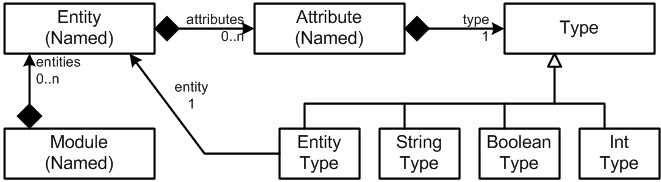 Entity
(Named)
attributes
0..n
Attribute
(Named)
type
1
Type
entities
0..n
entity
1
Module
(Named)
Entity
Type
String
Type
Boolean
Type
Int
Type